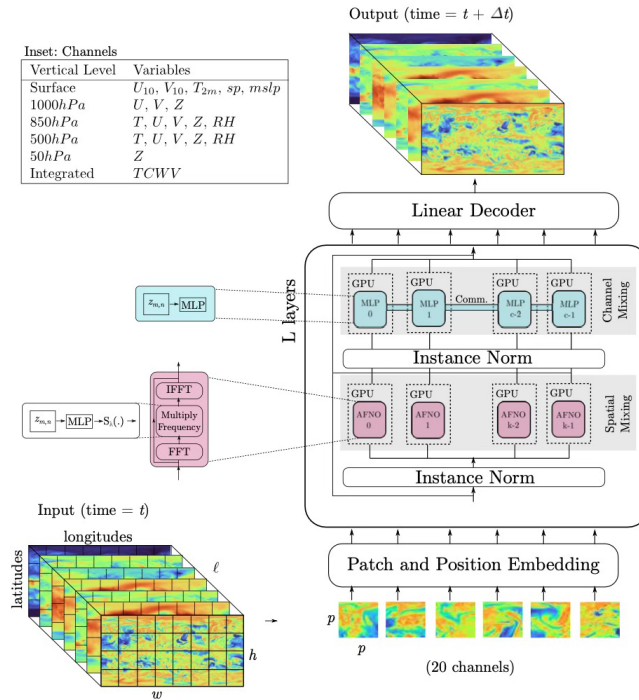 Output (time = t + Δt)
Inset: Channels
Vertical Level Variables
Surface U10, V10, T2m, sp, mslp
1000hPa U, V, Z
850hPa T, U, V, Z, RH
500hPa T, U, V, Z, RH
50hPa Z
Integrated TCWV
Linear Decoder
L layers
GPU GPU GPU GPU
MLP 0
MLP 1
Comm.
MLP c-2
MLP c-1
Channel Mixing
zm,n MLP
Instance Norm
GPU GPU GPU GPU
AFNO 0
AFNO 1
AFNO k-2
AFNO k-1
Spatial Mixing
IFFT
Multiply Frequency
FFT
zm,n MLP Sλ(.)
Instance Norm
Input (time = t)
longitudes
latitudes
ℓ
h
w
Patch and Position Embedding
p
p
(20 channels)